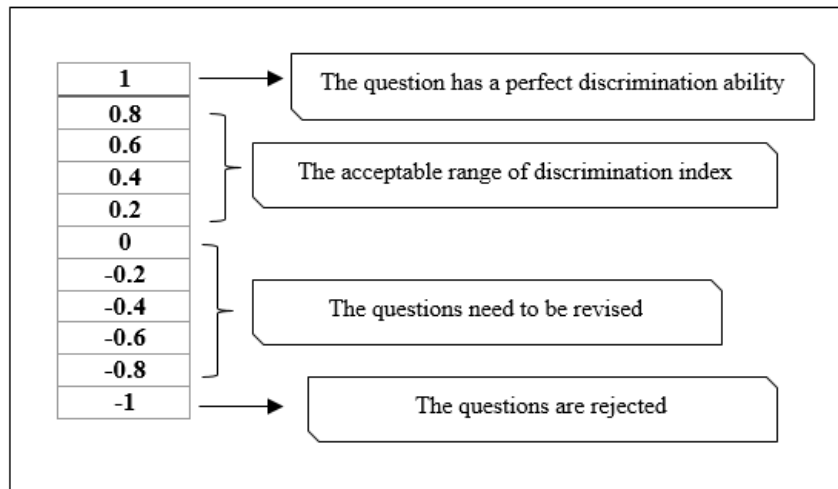 1
The question has a perfect discrimination ability
0.8
0.6
0.4
The acceptable range of discrimination index
0.2
0
-0.2
-0.4
The questions need to be revised
-0.6
-0.8
-1
The questions are rejected